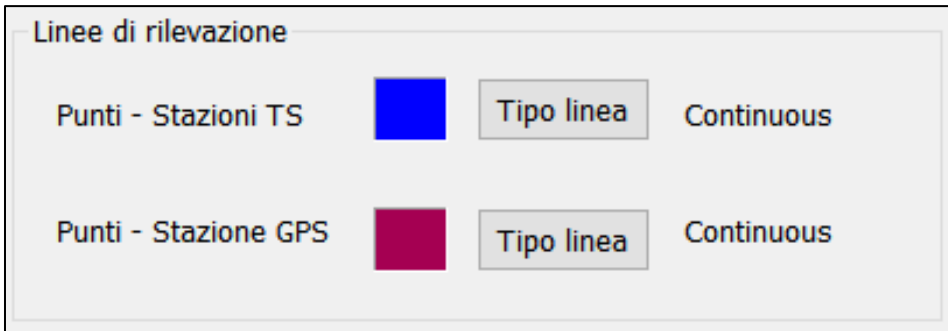 Linee di rilevazione
Punti - Stazioni TS Tipo linea Continuous
Punti - Stazione GPS Tipo linea Continuous